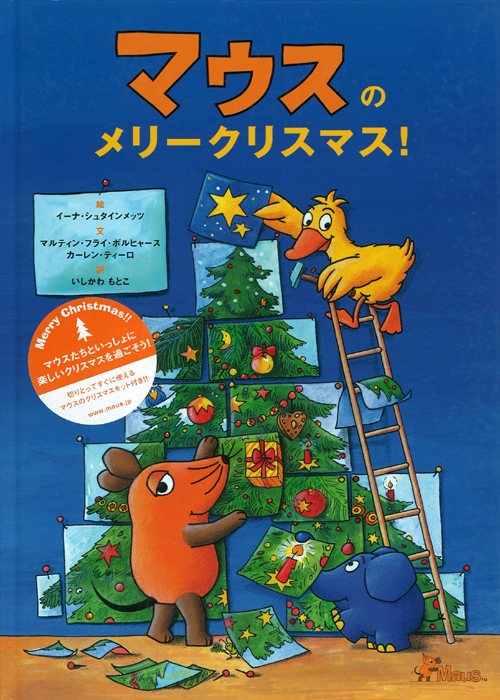 マウスの
メリークリスマス!
絵
イーナ・シュタインメッツ
文
マルティン・フライ・ボルヒャース
カーレン・ティーロ
訳
いしかわ もとこ
Merry Christmas!!
マウスたちといっしょに
楽しいクリスマスを過ごそう!
切りとってすぐに使える
マウスのクリスマスキット付き!!
www.maus.jp
Maus™